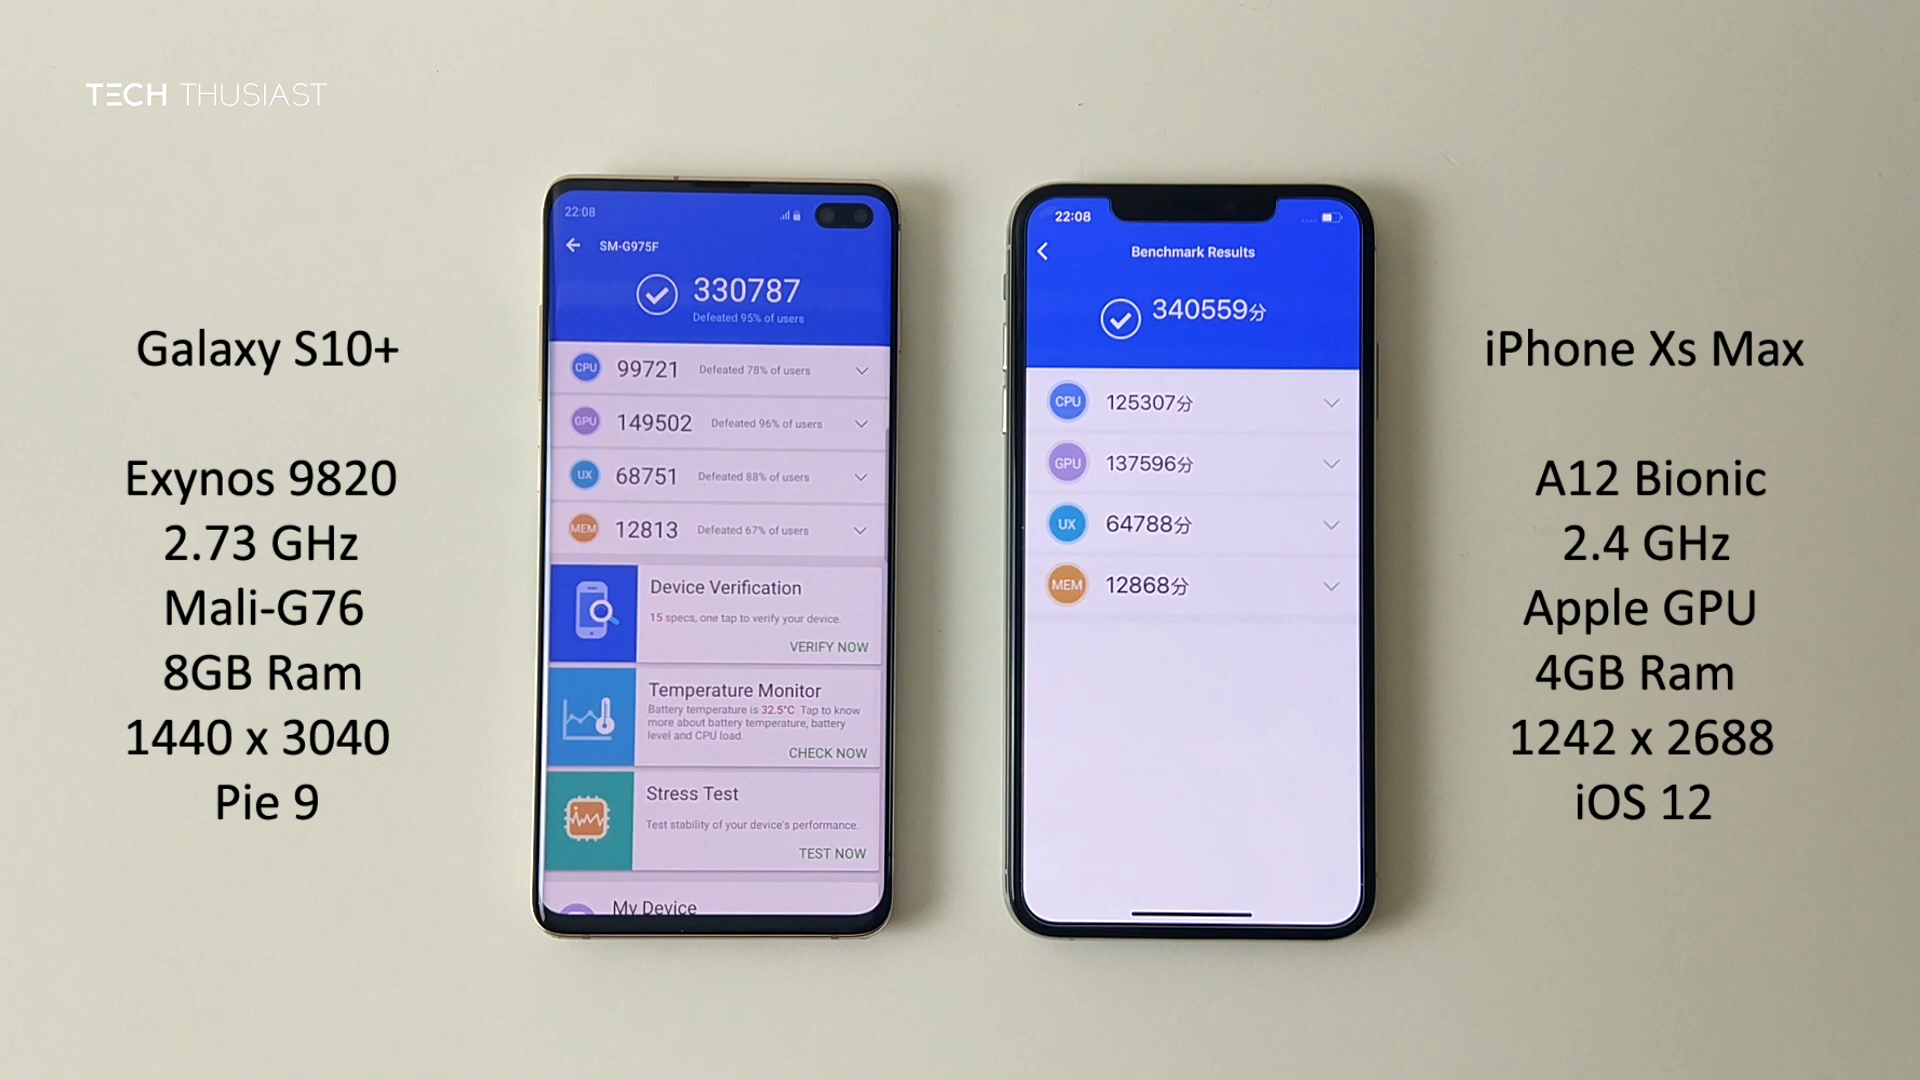 TECH THUSIAST
Galaxy S10+
Exynos 9820
2.73 GHz
Mali-G76
8GB Ram
1440 x 3040
Pie 9
22:08
SM-G975F
330787
Defeated 95% of users
CPU 99721 Defeated 78% of users
GPU 149502 Defeated 96% of users
UX 68751 Defeated 88% of users
MEM 12813 Defeated 67% of users
Device Verification
15 specs, one tap to verify your device.
VERIFY NOW
Temperature Monitor
Battery temperature is 32.5°C. Tap to know
more about battery temperature, battery
level and CPU load.
CHECK NOW
Stress Test
Test stability of your device's performance.
TEST NOW
My Device
22:08
Benchmark Results
340559分
CPU 125307分
GPU 137596分
UX 64788分
MEM 12868分
iPhone Xs Max
A12 Bionic
2.4 GHz
Apple GPU
4GB Ram
1242 x 2688
iOS 12